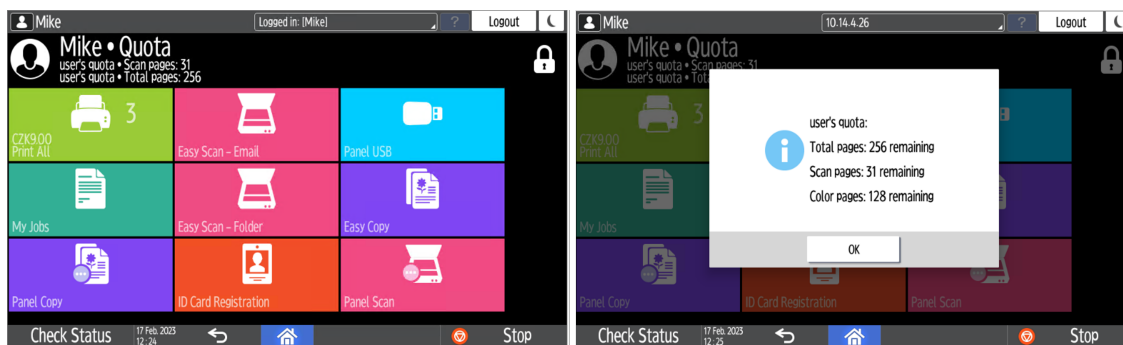 Mike
Logged in: [Mike]
?
Logout
Mike • Quota
user's quota • Scan pages: 31
user's quota • Total pages: 256
3
CZK9.00
Print All
Easy Scan – Email
Panel USB
My Jobs
Easy Scan – Folder
Easy Copy
Panel Copy
ID Card Registration
Panel Scan
Check Status
17 Feb. 2023
12 : 24
Stop
Mike
10.14.4.26
?
Logout
Mike • Quota
user's quota • Scan pages: 31
user's quota • Tot
3
CZK9.00
Print All
user's quota:
Total pages: 256 remaining
Scan pages: 31 remaining
Color pages: 128 remaining
OK
My Jobs
Panel Copy
ID Card Registration
Panel Scan
Check Status
17 Feb. 2023
12 : 25
Stop